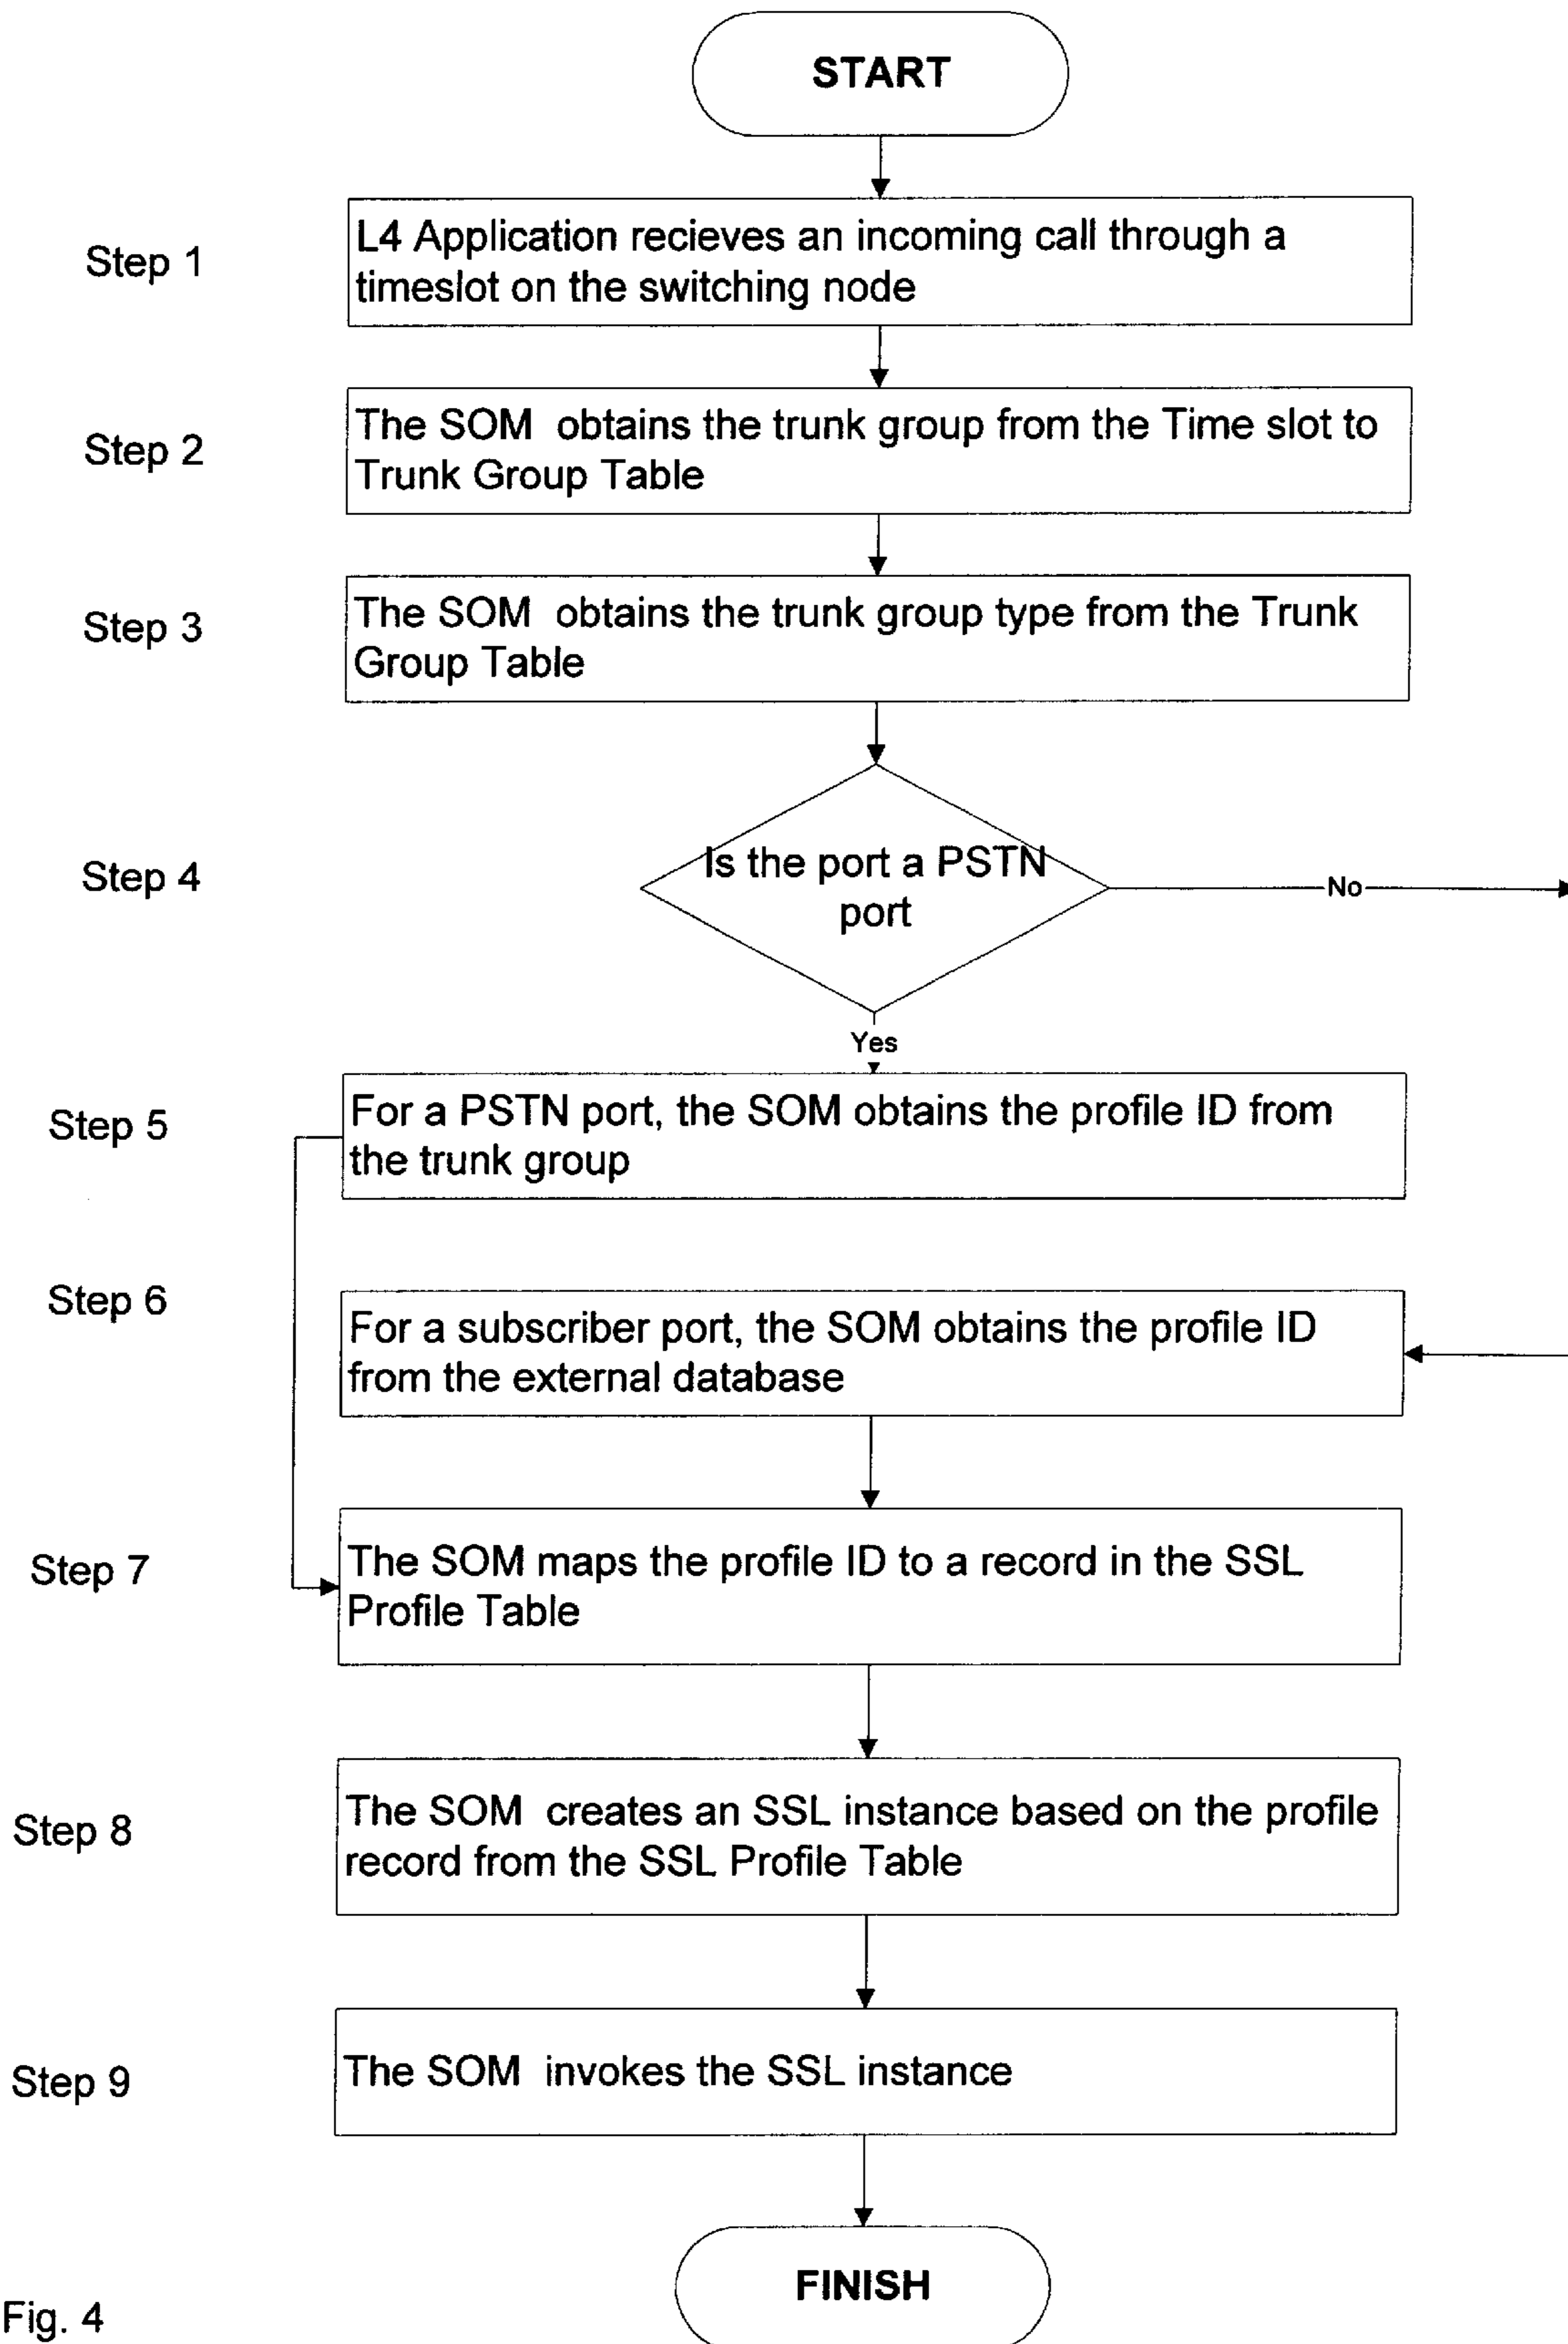 START
Step 1
L4 Application recieves an incoming call through a
timeslot on the switching node
Step 2
The SOM obtains the trunk group from the Time slot to
Trunk Group Table
Step 3
The SOM obtains the trunk group type from the Trunk
Group Table
Step 4
Is the port a PSTN
port
No
Yes
Step 5
For a PSTN port, the SOM obtains the profile ID from
the trunk group
Step 6
For a subscriber port, the SOM obtains the profile ID
from the external database
Step 7
The SOM maps the profile ID to a record in the SSL
Profile Table
Step 8
The SOM creates an SSL instance based on the profile
record from the SSL Profile Table
Step 9
The SOM invokes the SSL instance
FINISH
Fig. 4